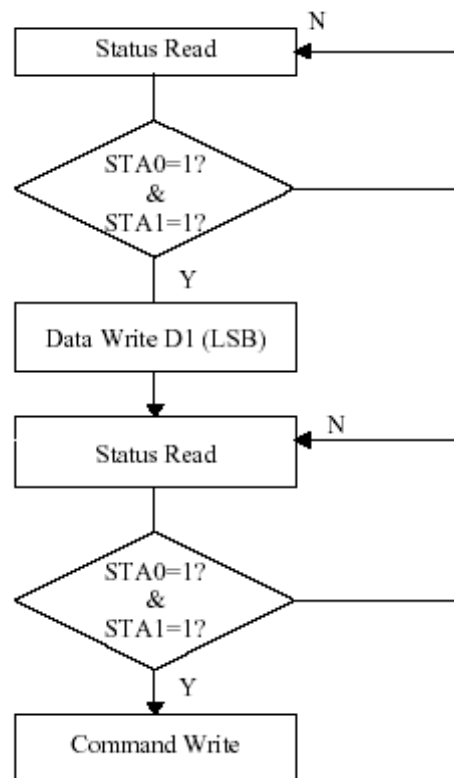 N
Status Read
STA0=1?
&
STA1=1?
Y
Data Write D1 (LSB)
N
Status Read
STA0=1?
&
STA1=1?
Y
Command Write